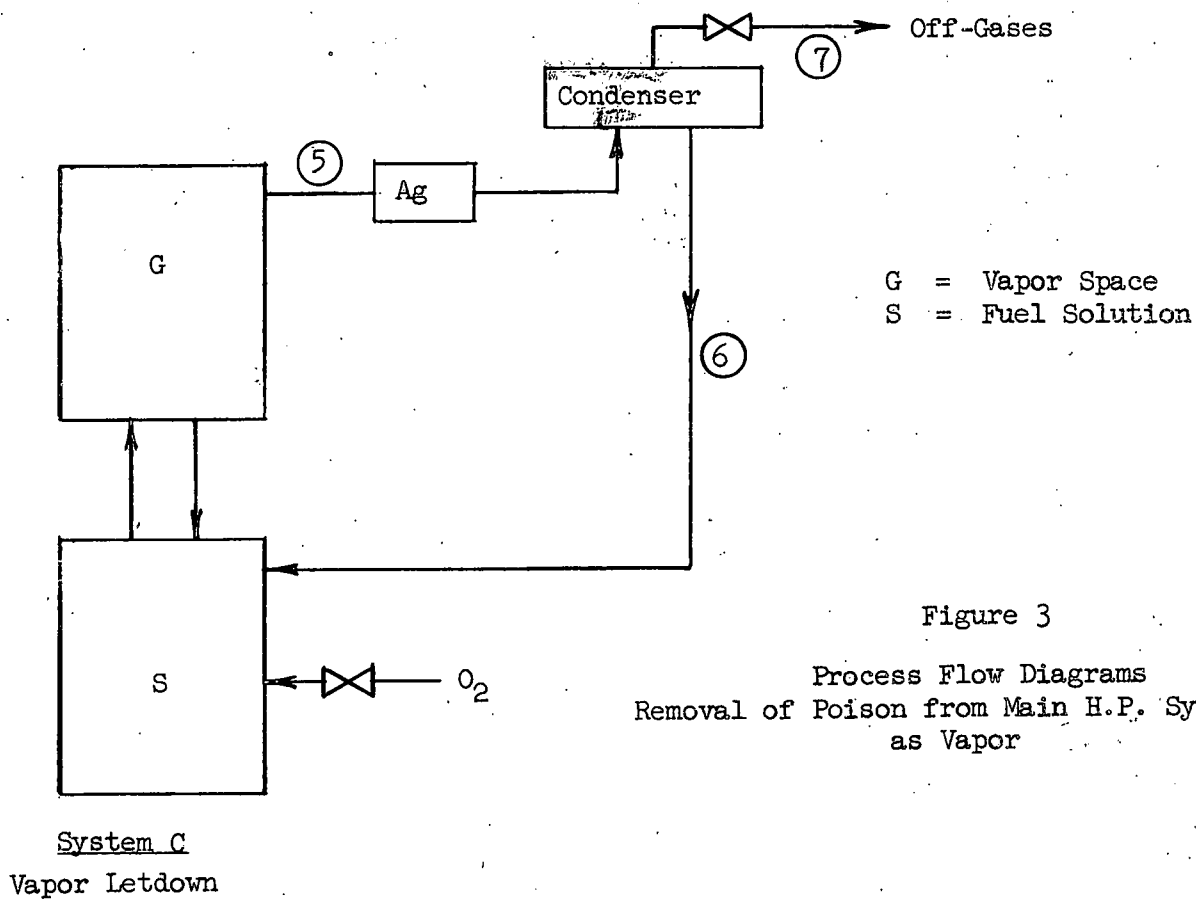 Off-Gases
7
Condenser
5
Ag
G
G = Vapor Space
S = Fuel Solution
6
S
O2
Figure 3
Process Flow Diagrams
Removal of Poison from Main H.P. Sy
as Vapor
System C
Vapor Letdown